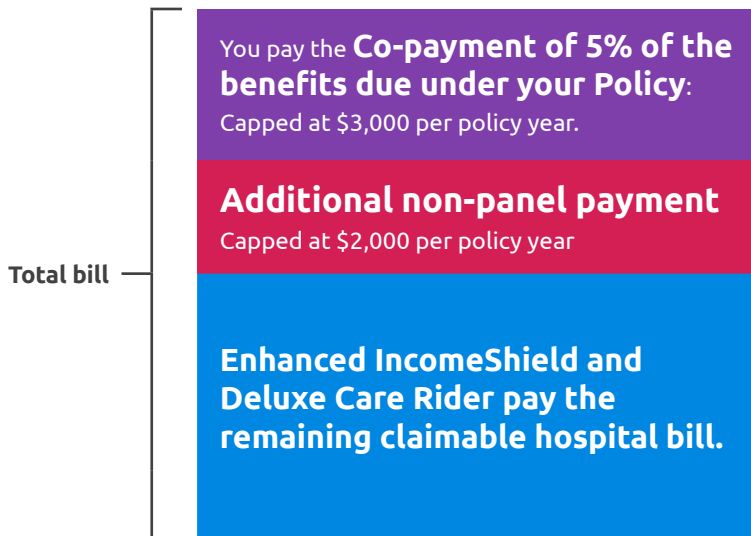 You pay the Co-payment of 5% of the
benefits due under your Policy:
Capped at $3,000 per policy year.
Additional non-panel payment
Capped at $2,000 per policy year
Total bill
Enhanced IncomeShield and
Deluxe Care Rider pay the
remaining claimable hospital bill.